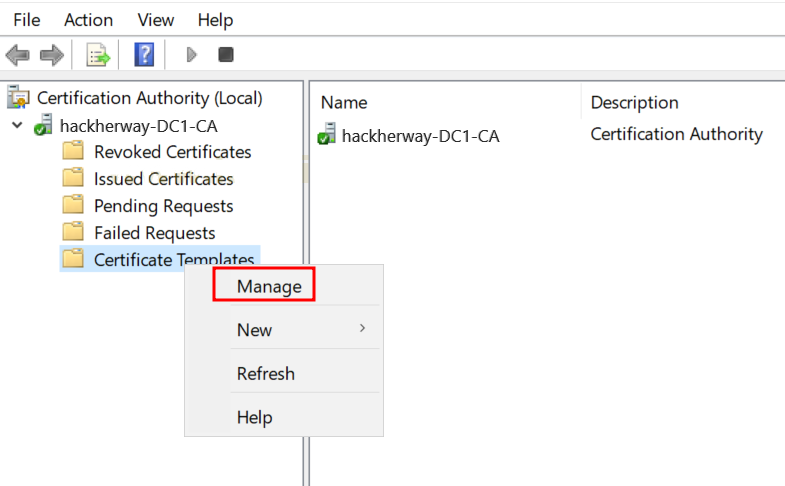 File Action View Help
Certification Authority (Local)
hackherway-DC1-CA
Revoked Certificates
Issued Certificates
Pending Requests
Failed Requests
Certificate Templates
Manage
New
Refresh
Help
Name Description
hackherway-DC1-CA Certification Authority